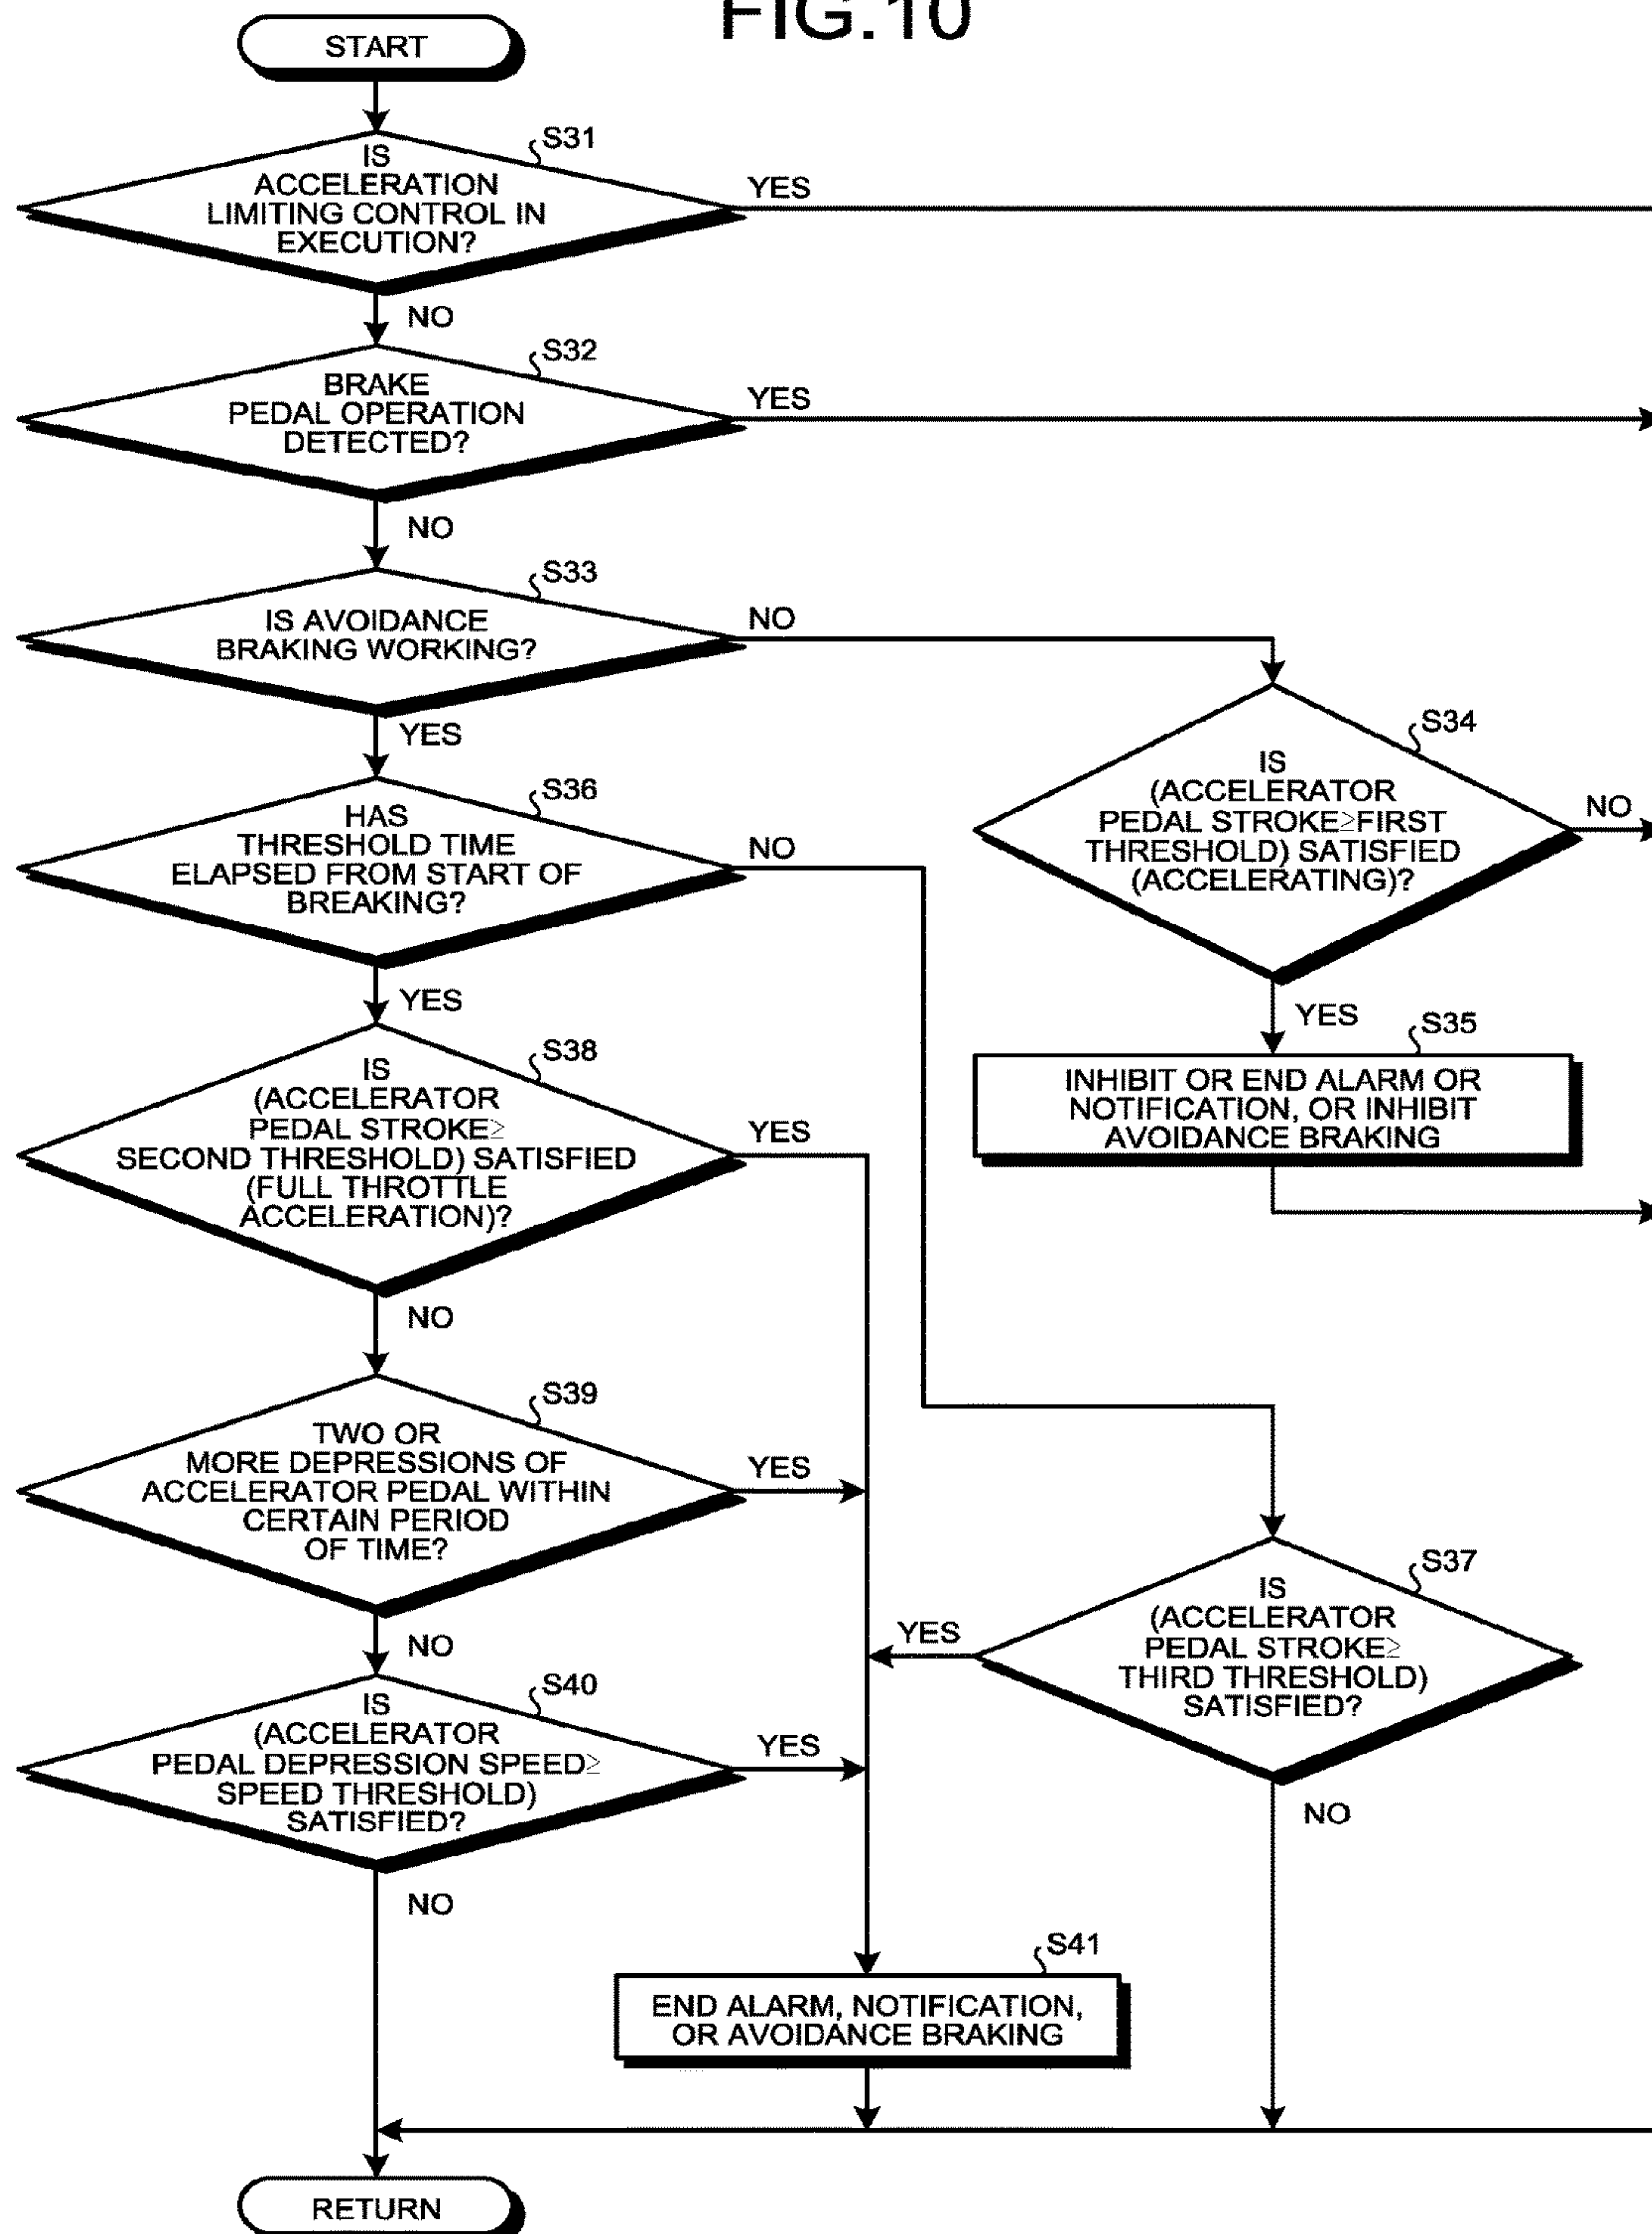 FIG.10
START
S31
IS
ACCELERATION
LIMITING CONTROL IN
EXECUTION?
YES
NO
S32
BRAKE
PEDAL OPERATION
DETECTED?
YES
NO
S33
IS AVOIDANCE
BRAKING WORKING?
NO
YES
S34
IS
(ACCELERATOR
PEDAL STROKE≥FIRST
THRESHOLD) SATISFIED
(ACCELERATING)?
NO
YES
S35
INHIBIT OR END ALARM OR
NOTIFICATION, OR INHIBIT
AVOIDANCE BRAKING
S36
HAS
THRESHOLD TIME
ELAPSED FROM START OF
BREAKING?
NO
YES
S38
IS
(ACCELERATOR
PEDAL STROKE≥
SECOND THRESHOLD) SATISFIED
(FULL THROTTLE
ACCELERATION)?
YES
NO
S39
TWO OR
MORE DEPRESSIONS OF
ACCELERATOR PEDAL WITHIN
CERTAIN PERIOD
OF TIME?
YES
NO
S37
IS
(ACCELERATOR
PEDAL STROKE≥
THIRD THRESHOLD)
SATISFIED?
YES
NO
S40
IS
(ACCELERATOR
PEDAL DEPRESSION SPEED≥
SPEED THRESHOLD)
SATISFIED?
YES
NO
S41
END ALARM, NOTIFICATION,
OR AVOIDANCE BRAKING
RETURN